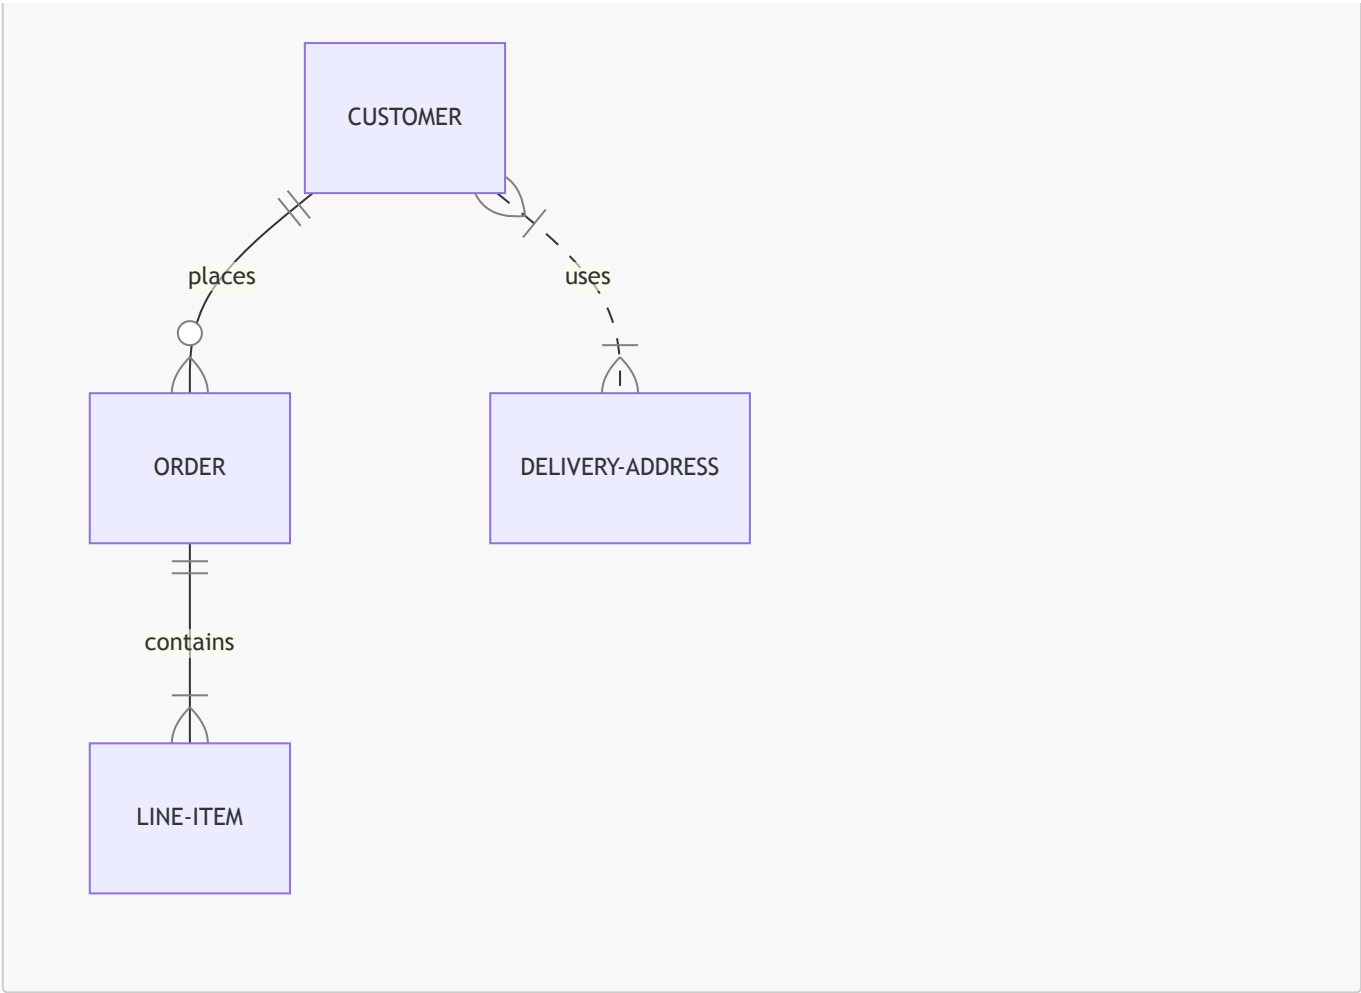 CUSTOMER
places
uses
ORDER
DELIVERY-ADDRESS
contains
LINE-ITEM